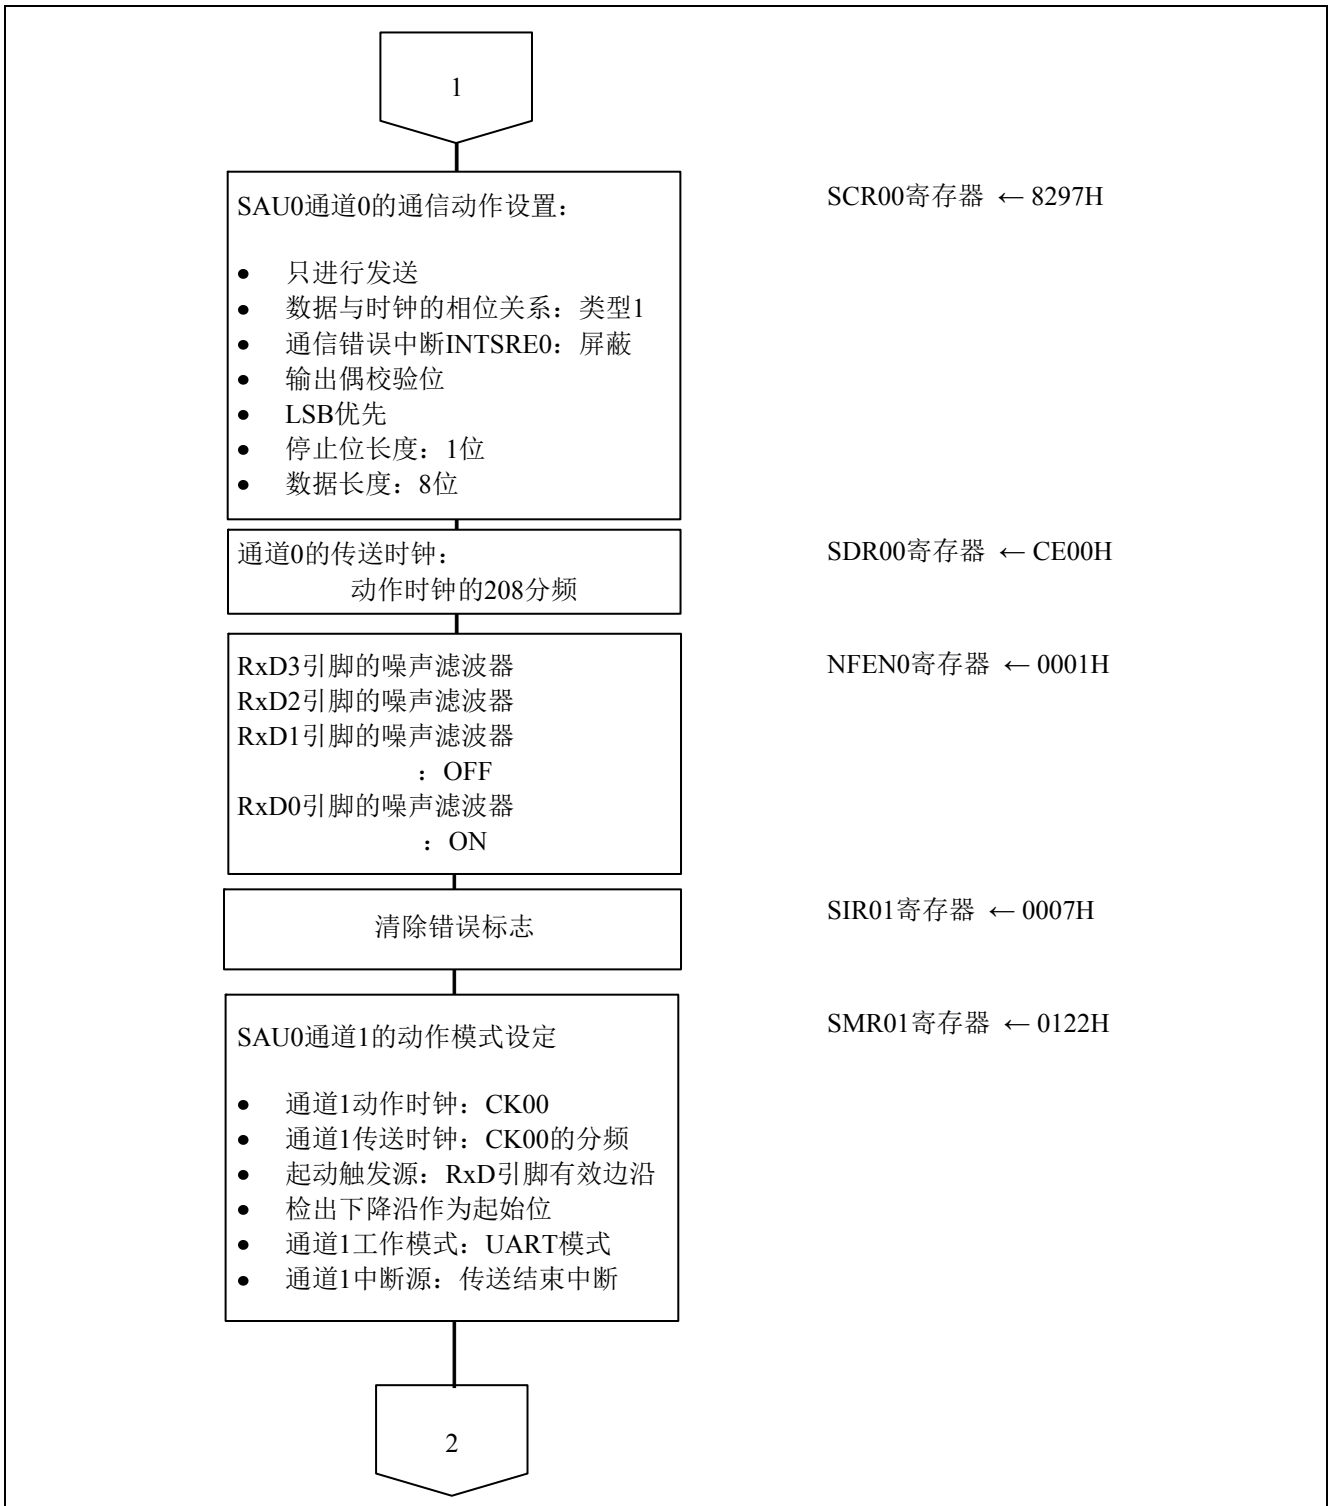 1
SAU0通道0的通信动作设置：
SCR00寄存器 ← 8297H
• 只进行发送
• 数据与时钟的相位关系：类型1
• 通信错误中断INTSRE0：屏蔽
• 输出偶校验位
• LSB优先
• 停止位长度：1位
• 数据长度：8位
通道0的传送时钟：
动作时钟的208分频
SDR00寄存器 ← CE00H
RxD3引脚的噪声滤波器
RxD2引脚的噪声滤波器
RxD1引脚的噪声滤波器
：OFF
RxD0引脚的噪声滤波器
：ON
NFEN0寄存器 ← 0001H
清除错误标志
SIR01寄存器 ← 0007H
SAU0通道1的动作模式设定
SMR01寄存器 ← 0122H
• 通道1动作时钟：CK00
• 通道1传送时钟：CK00的分频
• 起动触发源：RxD引脚有效边沿
• 检出下降沿作为起始位
• 通道1工作模式：UART模式
• 通道1中断源：传送结束中断
2